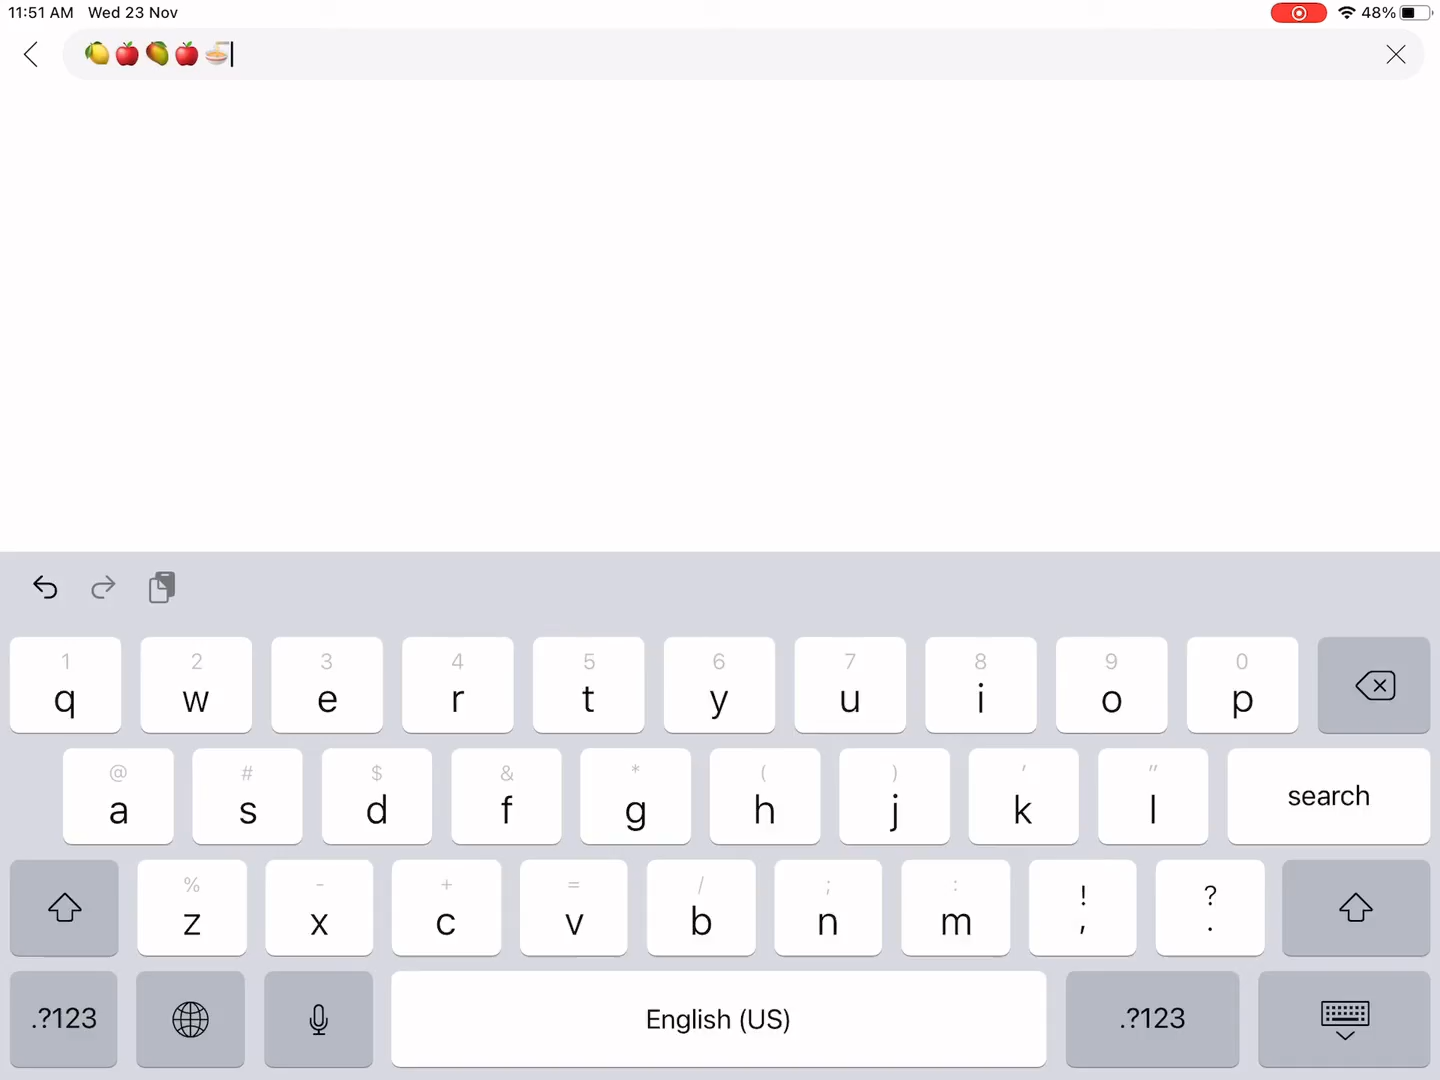 11:51 AM Wed 23 Nov 48%
🍋🍎🥭🍎🍜
1 2 3 4 5 6 7 8 9 0
q w e r t y u i o p
@ # $ & * ( ) ' "
a s d f g h j k l search
% - + = / ; : ! ?
z x c v b n m , .
.?123 English (US) .?123